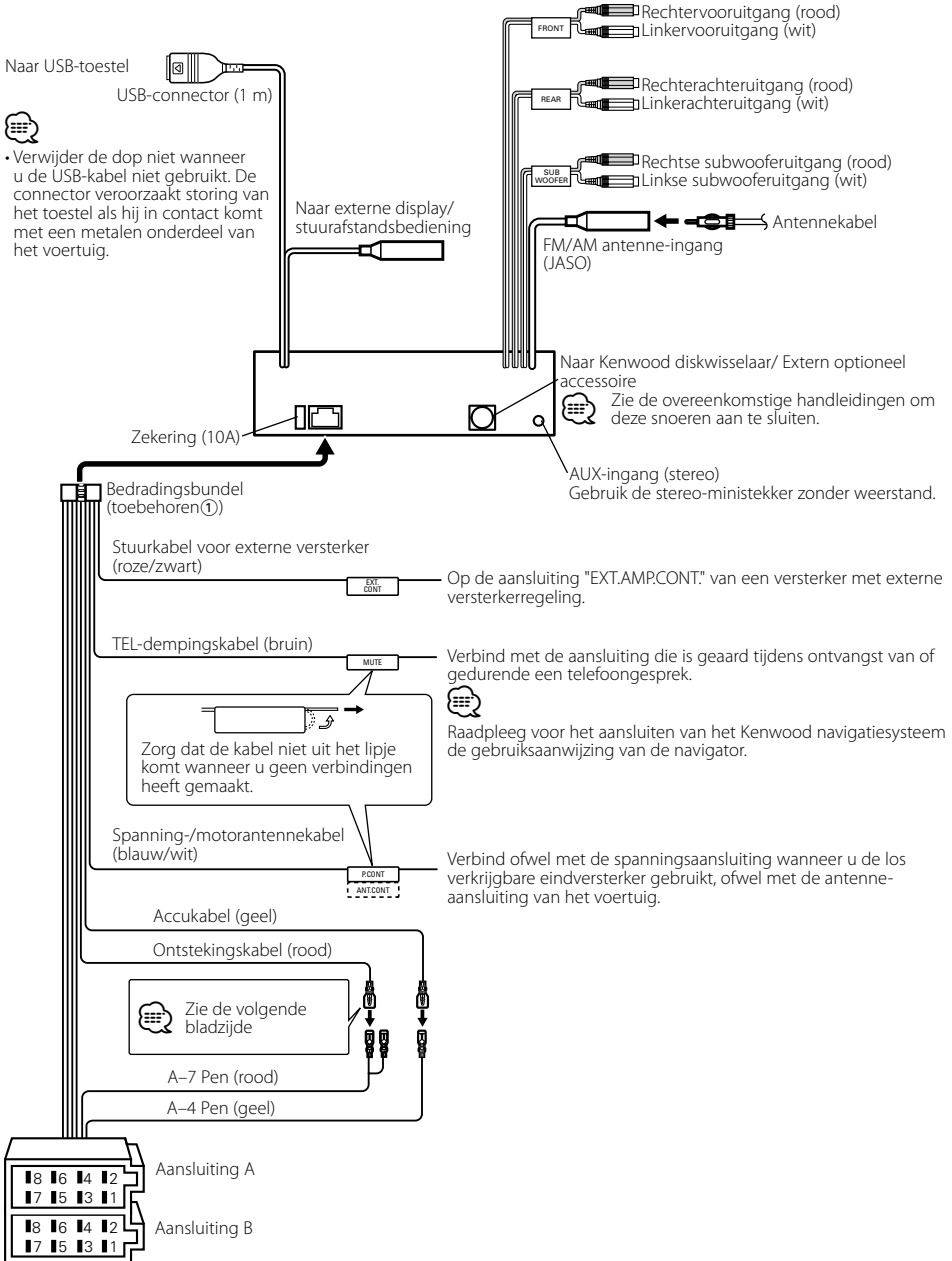 FRONT
Rechtervooruitgang (rood)
Linkervooruitgang (wit)
Naar USB-toestel
USB-connector (1 m)
REAR
Rechterachteruitgang (rood)
Linkerachteruitgang (wit)
• Verwijder de dop niet wanneer
u de USB-kabel niet gebruikt. De
connector veroorzaakt storing van
het toestel als hij in contact komt
met een metalen onderdeel van
het voertuig.
SUB
WOOFER
Rechtse subwooferuitgang (rood)
Linkse subwooferuitgang (wit)
Naar externe display/
stuurafstandsbediening
Antennekabel
FM/AM antenne-ingang
(JASO)
Naar Kenwood diskwisselaar/ Extern optioneel
accessoire
Zie de overeenkomstige handleidingen om
deze snoeren aan te sluiten.
Zekering (10A)
AUX-ingang (stereo)
Gebruik de stereo-ministekker zonder weerstand.
Bedradingsbundel
(toebehoren①)
Stuurkabel voor externe versterker
(roze/zwart)
EXT.
CONT
Op de aansluiting "EXT.AMP.CONT." van een versterker met externe
versterkerregeling.
TEL-dempingskabel (bruin)
MUTE
Verbind met de aansluiting die is geaard tijdens ontvangst van of
gedurende een telefoongesprek.
Raadpleeg voor het aansluiten van het Kenwood navigatiesysteem
de gebruiksaanwijzing van de navigator.
Zorg dat de kabel niet uit het lipje
komt wanneer u geen verbindingen
heeft gemaakt.
Spanning-/motorantennekabel
(blauw/wit)
P.CONT
ANT.CONT
Verbind ofwel met de spanningsaansluiting wanneer u de los
verkrijgbare eindversterker gebruikt, ofwel met de antenne-
aansluiting van het voertuig.
Accukabel (geel)
Ontstekingskabel (rood)
Zie de volgende
bladzijde
A–7 Pen (rood)
A–4 Pen (geel)
Aansluiting A
8 6 4 2
7 5 3 1
Aansluiting B
8 6 4 2
7 5 3 1